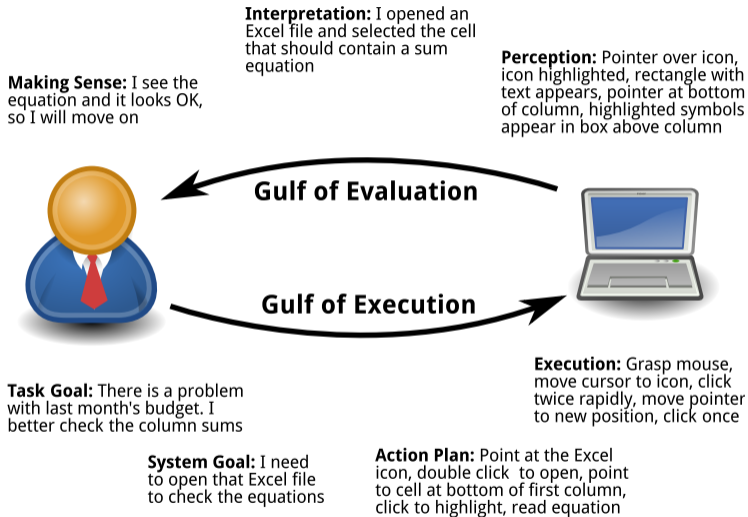 Interpretation: I opened an
Excel file and selected the cell
that should contain a sum
equation
Perception: Pointer over icon,
icon highlighted, rectangle with
text appears, pointer at bottom
of column, highlighted symbols
appear in box above column
Making Sense: I see the
equation and it looks OK,
so I will move on
Gulf of Evaluation
Gulf of Execution
Task Goal: There is a problem
with last month's budget. I
better check the column sums
System Goal: I need
to open that Excel file
to check the equations
Action Plan: Point at the Excel
icon, double click  to open, point
to cell at bottom of first column,
click to highlight, read equation
Execution: Grasp mouse,
move cursor to icon, click
twice rapidly, move pointer
to new position, click once